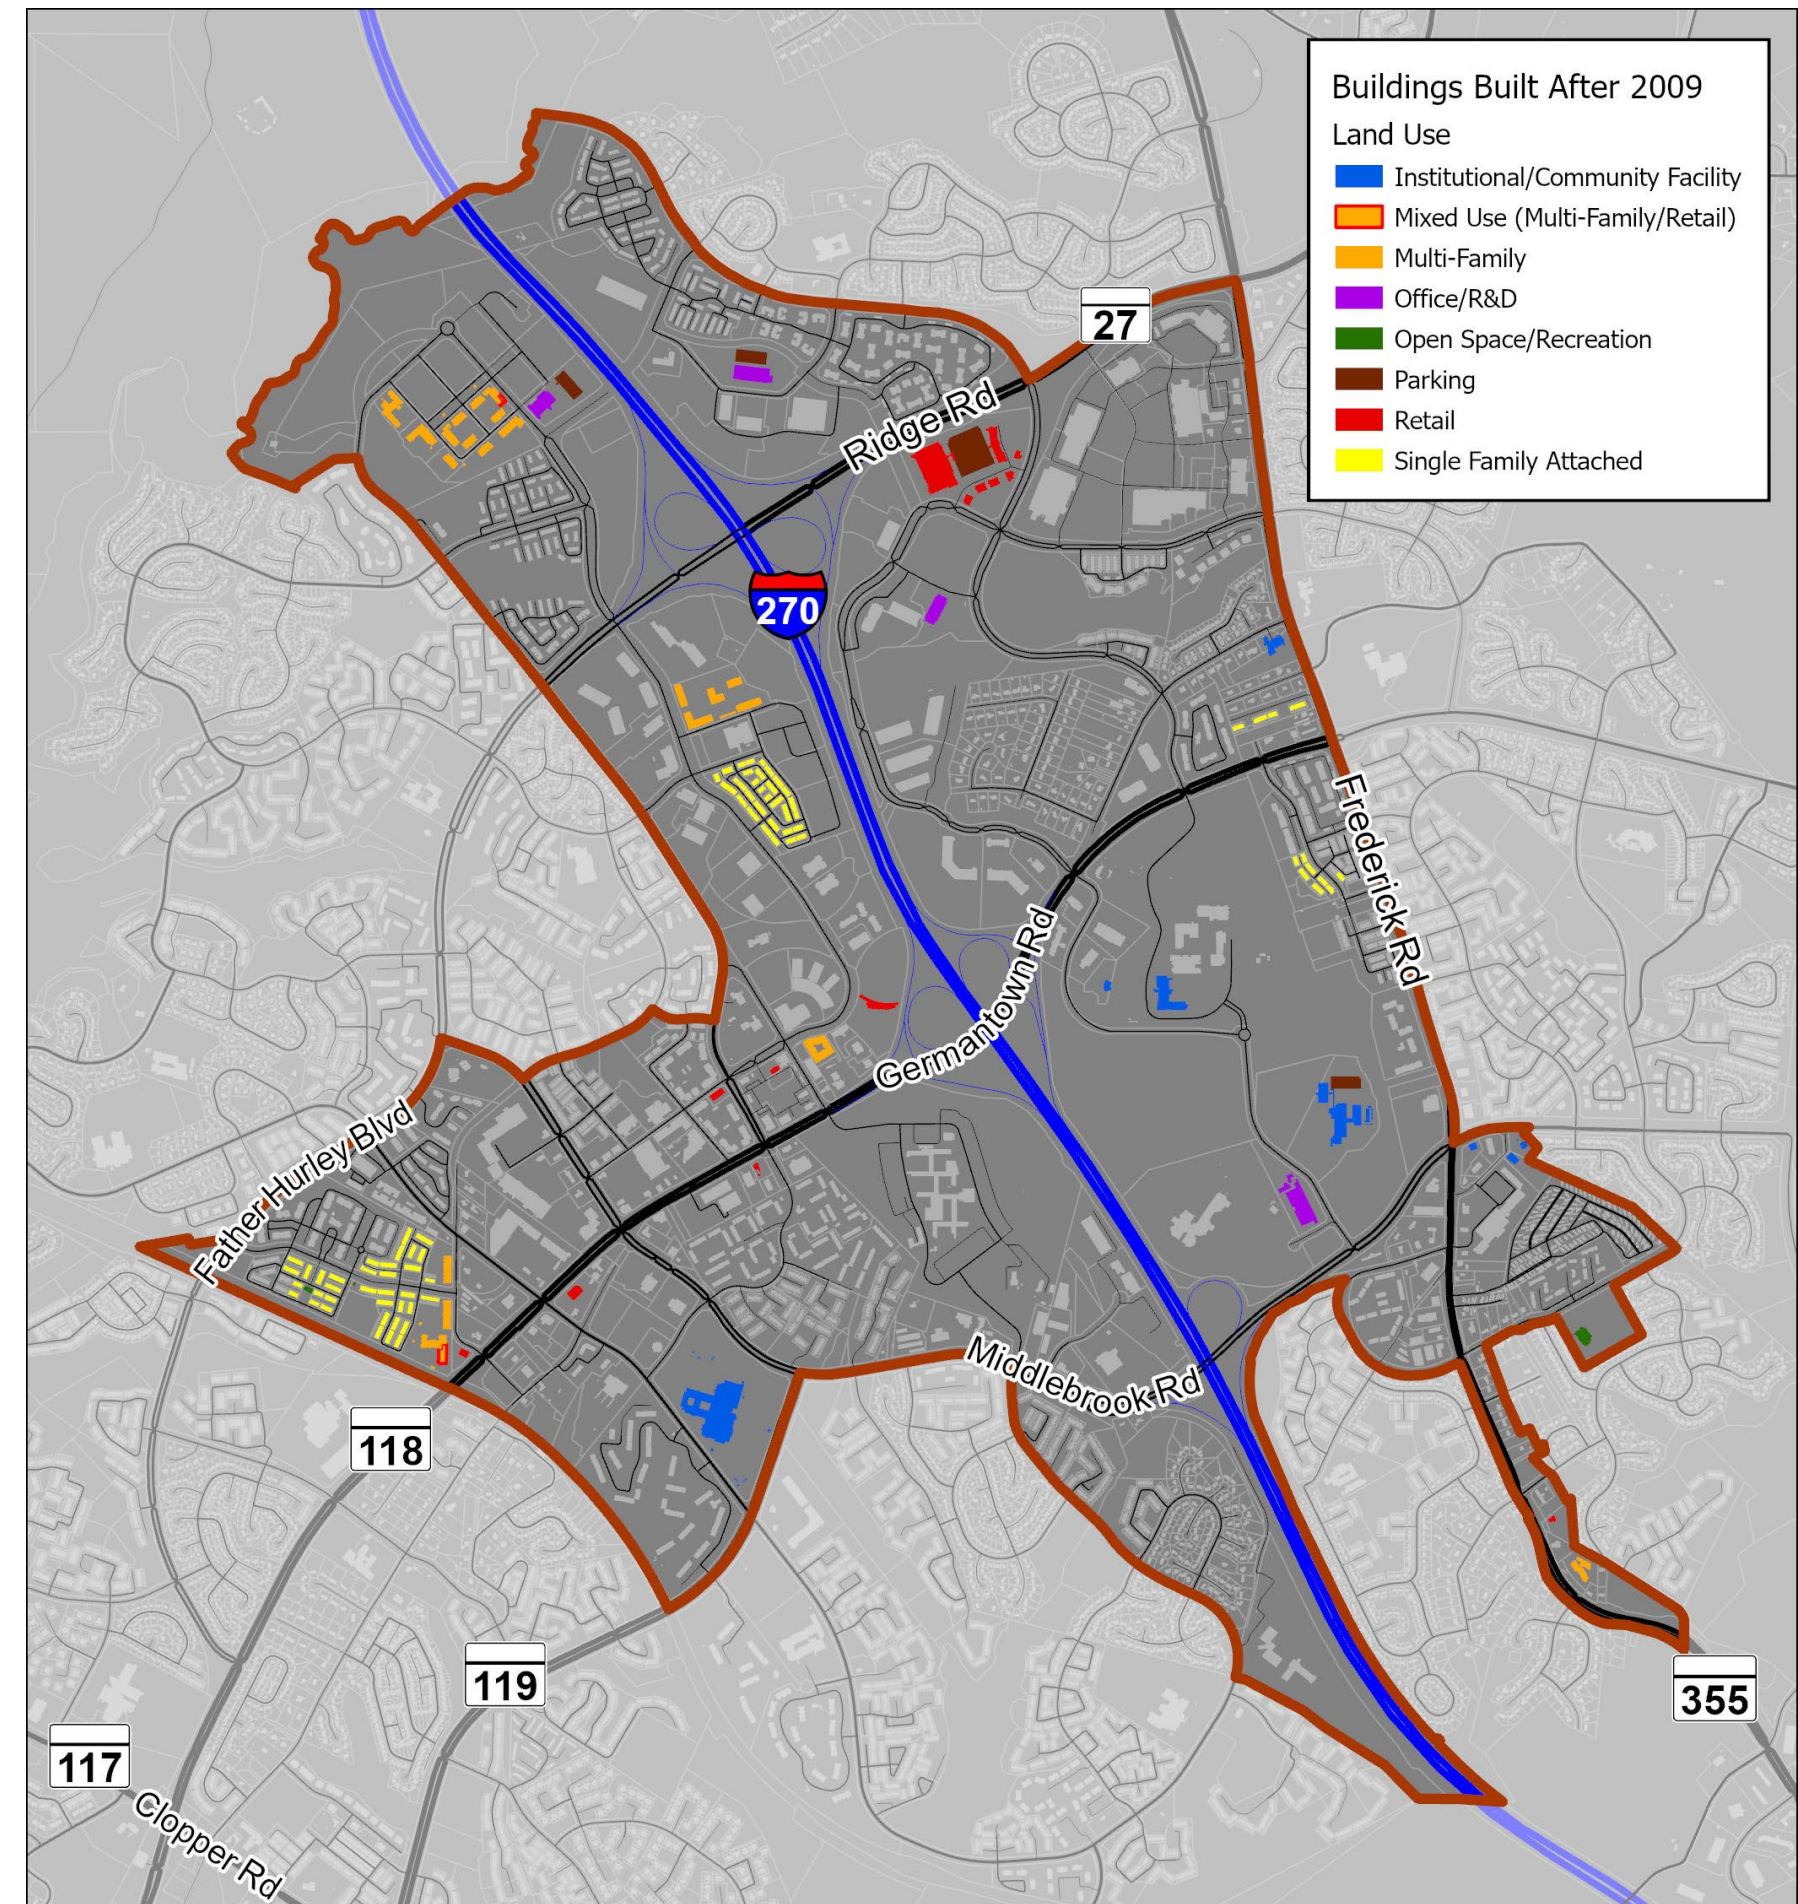 Buildings Built After 2009
Land Use
Institutional/Community Facility
Mixed Use (Multi-Family/Retail)
Multi-Family
Office/R&D
Open Space/Recreation
Parking
Retail
Single Family Attached
27
Ridge Rd
270
Frederick Rd
Germantown Rd
Father Hurley Blvd
Middlebrook Rd
118
119
355
117
Clopper Rd